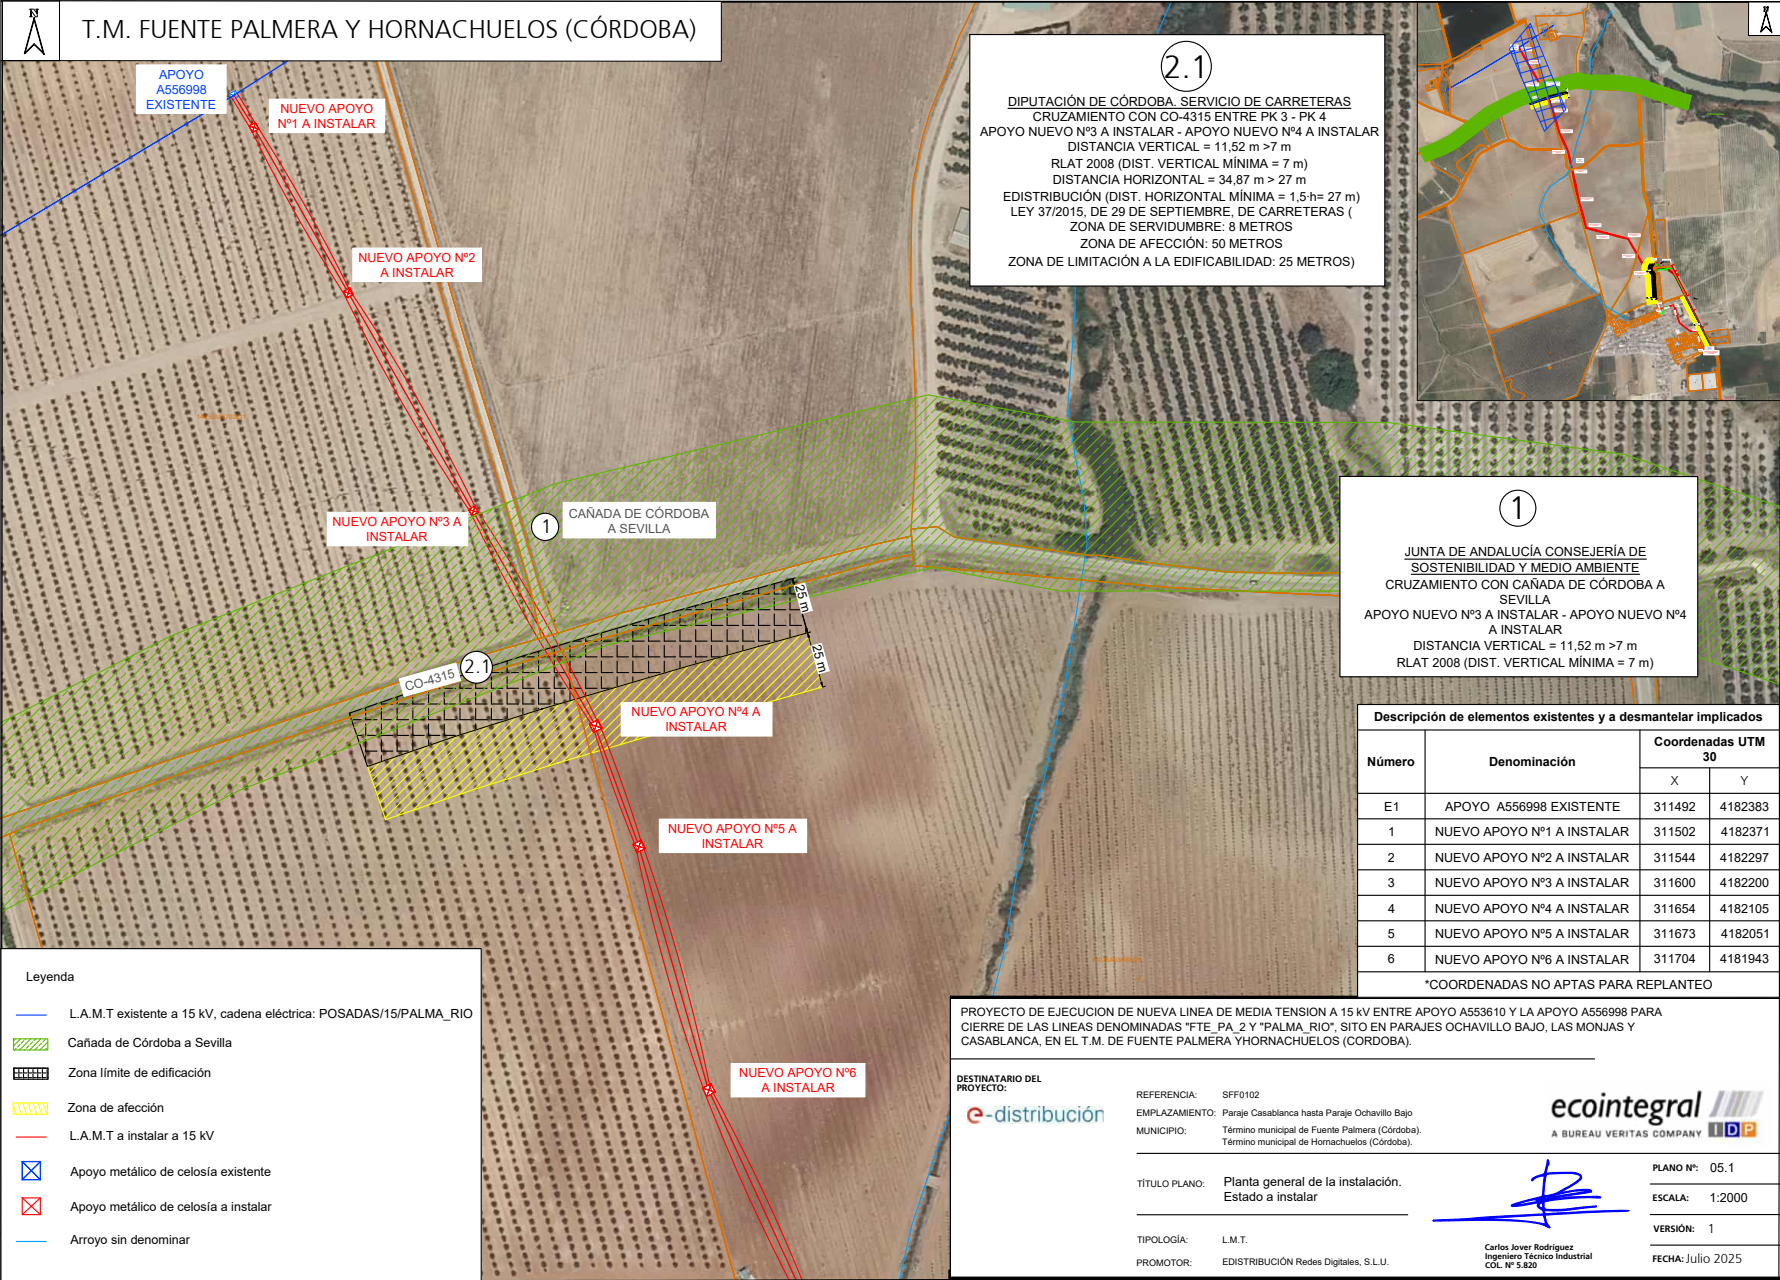 N
T.M. FUENTE PALMERA Y HORNACHUELOS (CÓRDOBA)
APOYO
A556998
EXISTENTE
NUEVO APOYO
Nº1 A INSTALAR
NUEVO APOYO Nº2
A INSTALAR
NUEVO APOYO Nº3 A
INSTALAR
1
CAÑADA DE CÓRDOBA
A SEVILLA
CO-4315
2.1
25 m
25 m
NUEVO APOYO Nº4 A
INSTALAR
NUEVO APOYO Nº5 A
INSTALAR
NUEVO APOYO Nº6
A INSTALAR
2.1
DIPUTACIÓN DE CÓRDOBA. SERVICIO DE CARRETERAS
CRUZAMIENTO CON CO-4315 ENTRE PK 3 - PK 4
APOYO NUEVO Nº3 A INSTALAR - APOYO NUEVO Nº4 A INSTALAR
DISTANCIA VERTICAL = 11,52 m >7 m
RLAT 2008 (DIST. VERTICAL MÍNIMA = 7 m)
DISTANCIA HORIZONTAL = 34,87 m > 27 m
EDISTRIBUCIÓN (DIST. HORIZONTAL MÍNIMA = 1,5·h= 27 m)
LEY 37/2015, DE 29 DE SEPTIEMBRE, DE CARRETERAS (
ZONA DE SERVIDUMBRE: 8 METROS
ZONA DE AFECCIÓN: 50 METROS
ZONA DE LIMITACIÓN A LA EDIFICABILIDAD: 25 METROS)
N
1
JUNTA DE ANDALUCÍA CONSEJERÍA DE
SOSTENIBILIDAD Y MEDIO AMBIENTE
CRUZAMIENTO CON CAÑADA DE CÓRDOBA A
SEVILLA
APOYO NUEVO Nº3 A INSTALAR - APOYO NUEVO Nº4
A INSTALAR
DISTANCIA VERTICAL = 11,52 m >7 m
RLAT 2008 (DIST. VERTICAL MÍNIMA = 7 m)
Descripción de elementos existentes y a desmantelar implicados
Número Denominación Coordenadas UTM
30
X Y
E1 APOYO A556998 EXISTENTE 311492 4182383
1 NUEVO APOYO Nº1 A INSTALAR 311502 4182371
2 NUEVO APOYO Nº2 A INSTALAR 311544 4182297
3 NUEVO APOYO Nº3 A INSTALAR 311600 4182200
4 NUEVO APOYO Nº4 A INSTALAR 311654 4182105
5 NUEVO APOYO Nº5 A INSTALAR 311673 4182051
6 NUEVO APOYO Nº6 A INSTALAR 311704 4181943
*COORDENADAS NO APTAS PARA REPLANTEO
Leyenda
L.A.M.T existente a 15 kV, cadena eléctrica: POSADAS/15/PALMA_RIO
Cañada de Córdoba a Sevilla
Zona límite de edificación
Zona de afección
L.A.M.T a instalar a 15 kV
Apoyo metálico de celosía existente
Apoyo metálico de celosía a instalar
Arroyo sin denominar
PROYECTO DE EJECUCION DE NUEVA LINEA DE MEDIA TENSION A 15 kV ENTRE APOYO A553610 Y LA APOYO A556998 PARA
CIERRE DE LAS LINEAS DENOMINADAS "FTE_PA_2 Y "PALMA_RIO", SITO EN PARAJES OCHAVILLO BAJO, LAS MONJAS Y
CASABLANCA, EN EL T.M. DE FUENTE PALMERA YHORNACHUELOS (CORDOBA).
DESTINATARIO DEL
PROYECTO:
e-distribución
REFERENCIA: SFF0102
EMPLAZAMIENTO: Paraje Casablanca hasta Paraje Ochavillo Bajo
MUNICIPIO: Término municipal de Fuente Palmera (Córdoba).
Término municipal de Hornachuelos (Córdoba).
ecointegral
A BUREAU VERITAS COMPANY IDP
TÍTULO PLANO: Planta general de la instalación.
Estado a instalar
TIPOLOGÍA: L.M.T.
PROMOTOR: EDISTRIBUCIÓN Redes Digitales, S.L.U.
Carlos Jover Rodríguez
Ingeniero Técnico Industrial
COL. Nº 5.820
PLANO Nº: 05.1
ESCALA: 1:2000
VERSIÓN: 1
FECHA: Julio 2025